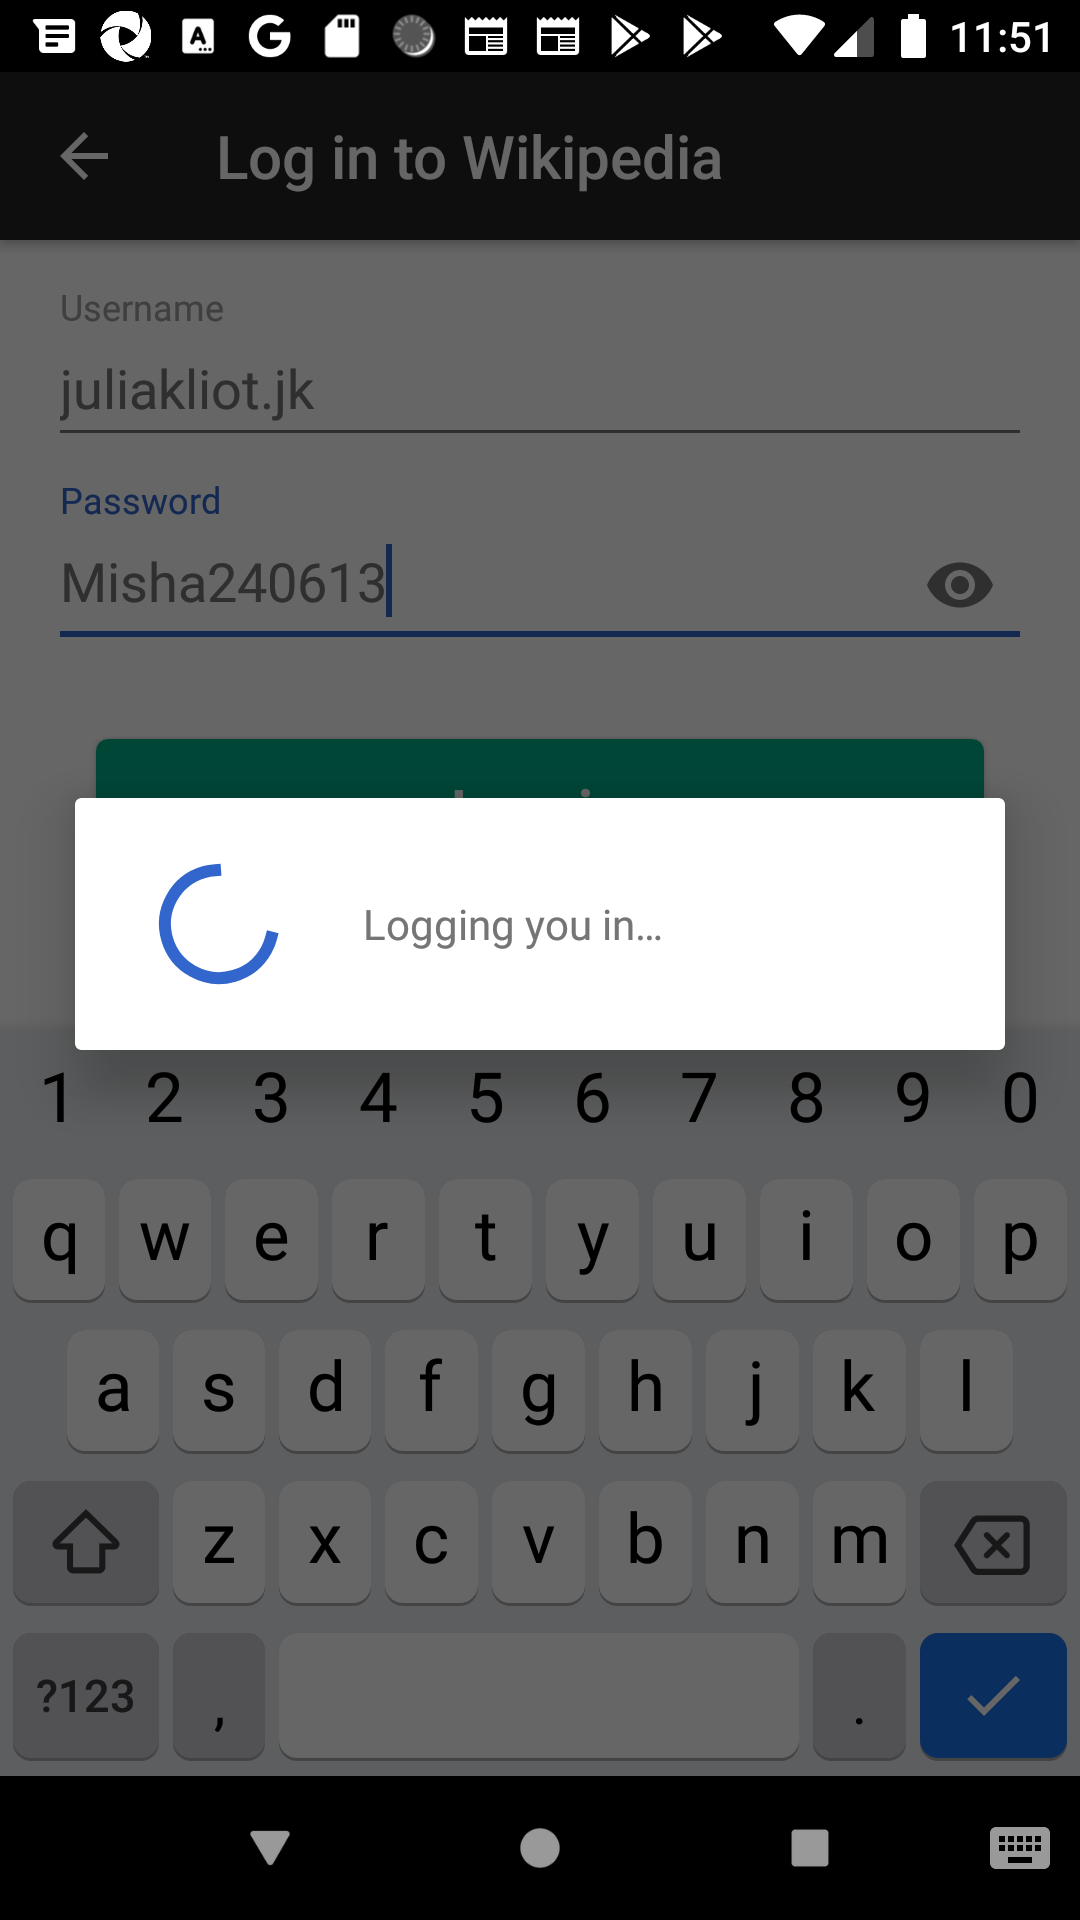 11:51
Log in to Wikipedia
Username
juliakliot.jk
Password
Misha240613
Logging you in...
1 2 3 4 5 6 7 8 9 0
q w e r t y u i o p
a s d f g h j k l
z x c v b n m
?123 , .